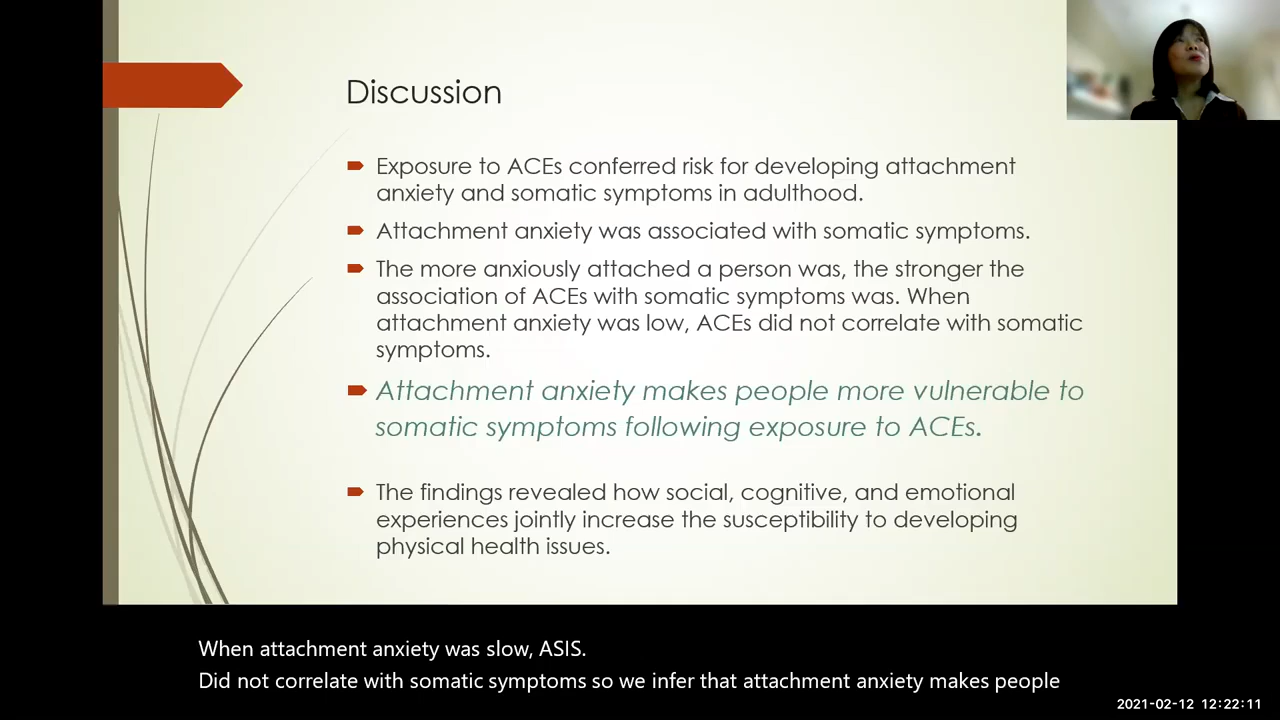 Discussion
Exposure to ACEs conferred risk for developing attachment
anxiety and somatic symptoms in adulthood.
Attachment anxiety was associated with somatic symptoms.
The more anxiously attached a person was, the stronger the
association of ACEs with somatic symptoms was. When
attachment anxiety was low, ACEs did not correlate with somatic
symptoms.
Attachment anxiety makes people more vulnerable to
somatic symptoms following exposure to ACEs.
The findings revealed how social, cognitive, and emotional
experiences jointly increase the susceptibility to developing
physical health issues.
When attachment anxiety was slow, ASIS.
Did not correlate with somatic symptoms so we infer that attachment anxiety makes people
2021-02-12 12:22:11